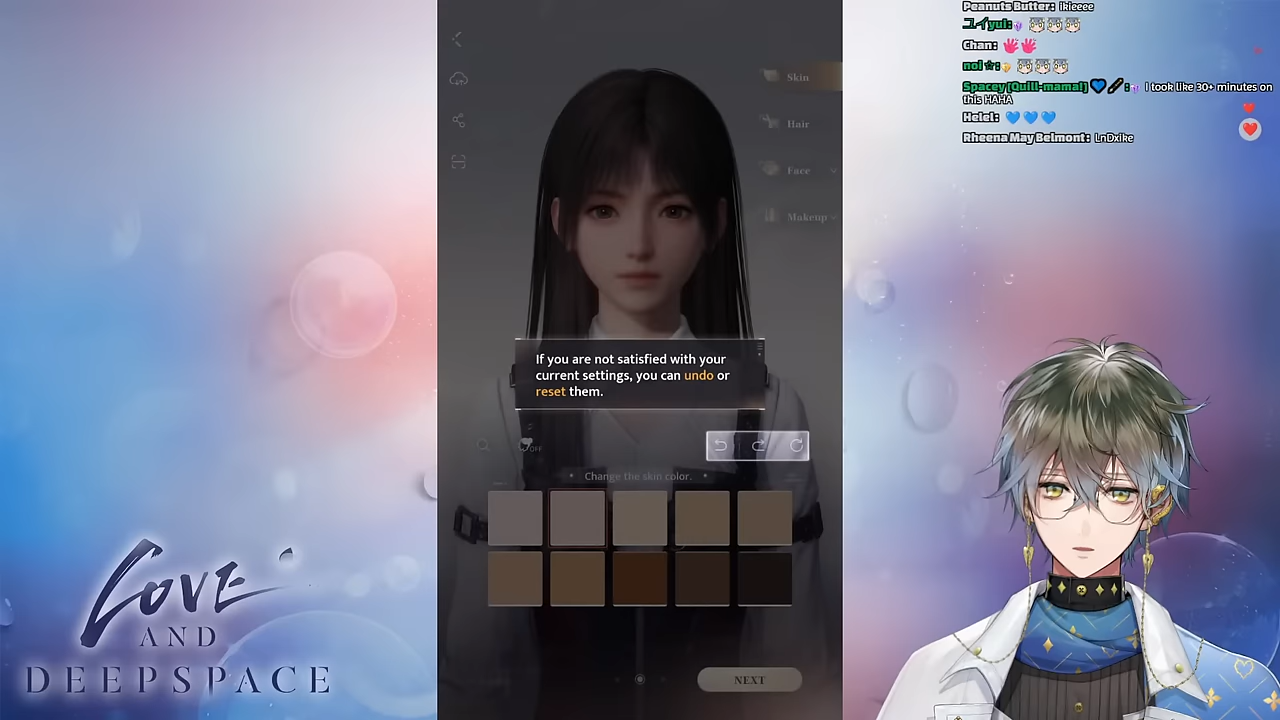 Peanuts Butter: ikieeee
ユイyui:
Chan:
noi☆:
Spacey [Quill-mama!] : I took like 30+ minutes on
this HAHA
Helel:
Rheena May Belmont: LnDxike
Skin
Hair
Face
Makeup
If you are not satisfied with your
current settings, you can undo or
reset them.
OFF
Change the skin color.
NEXT
LOVE
AND
DEEPSPACE